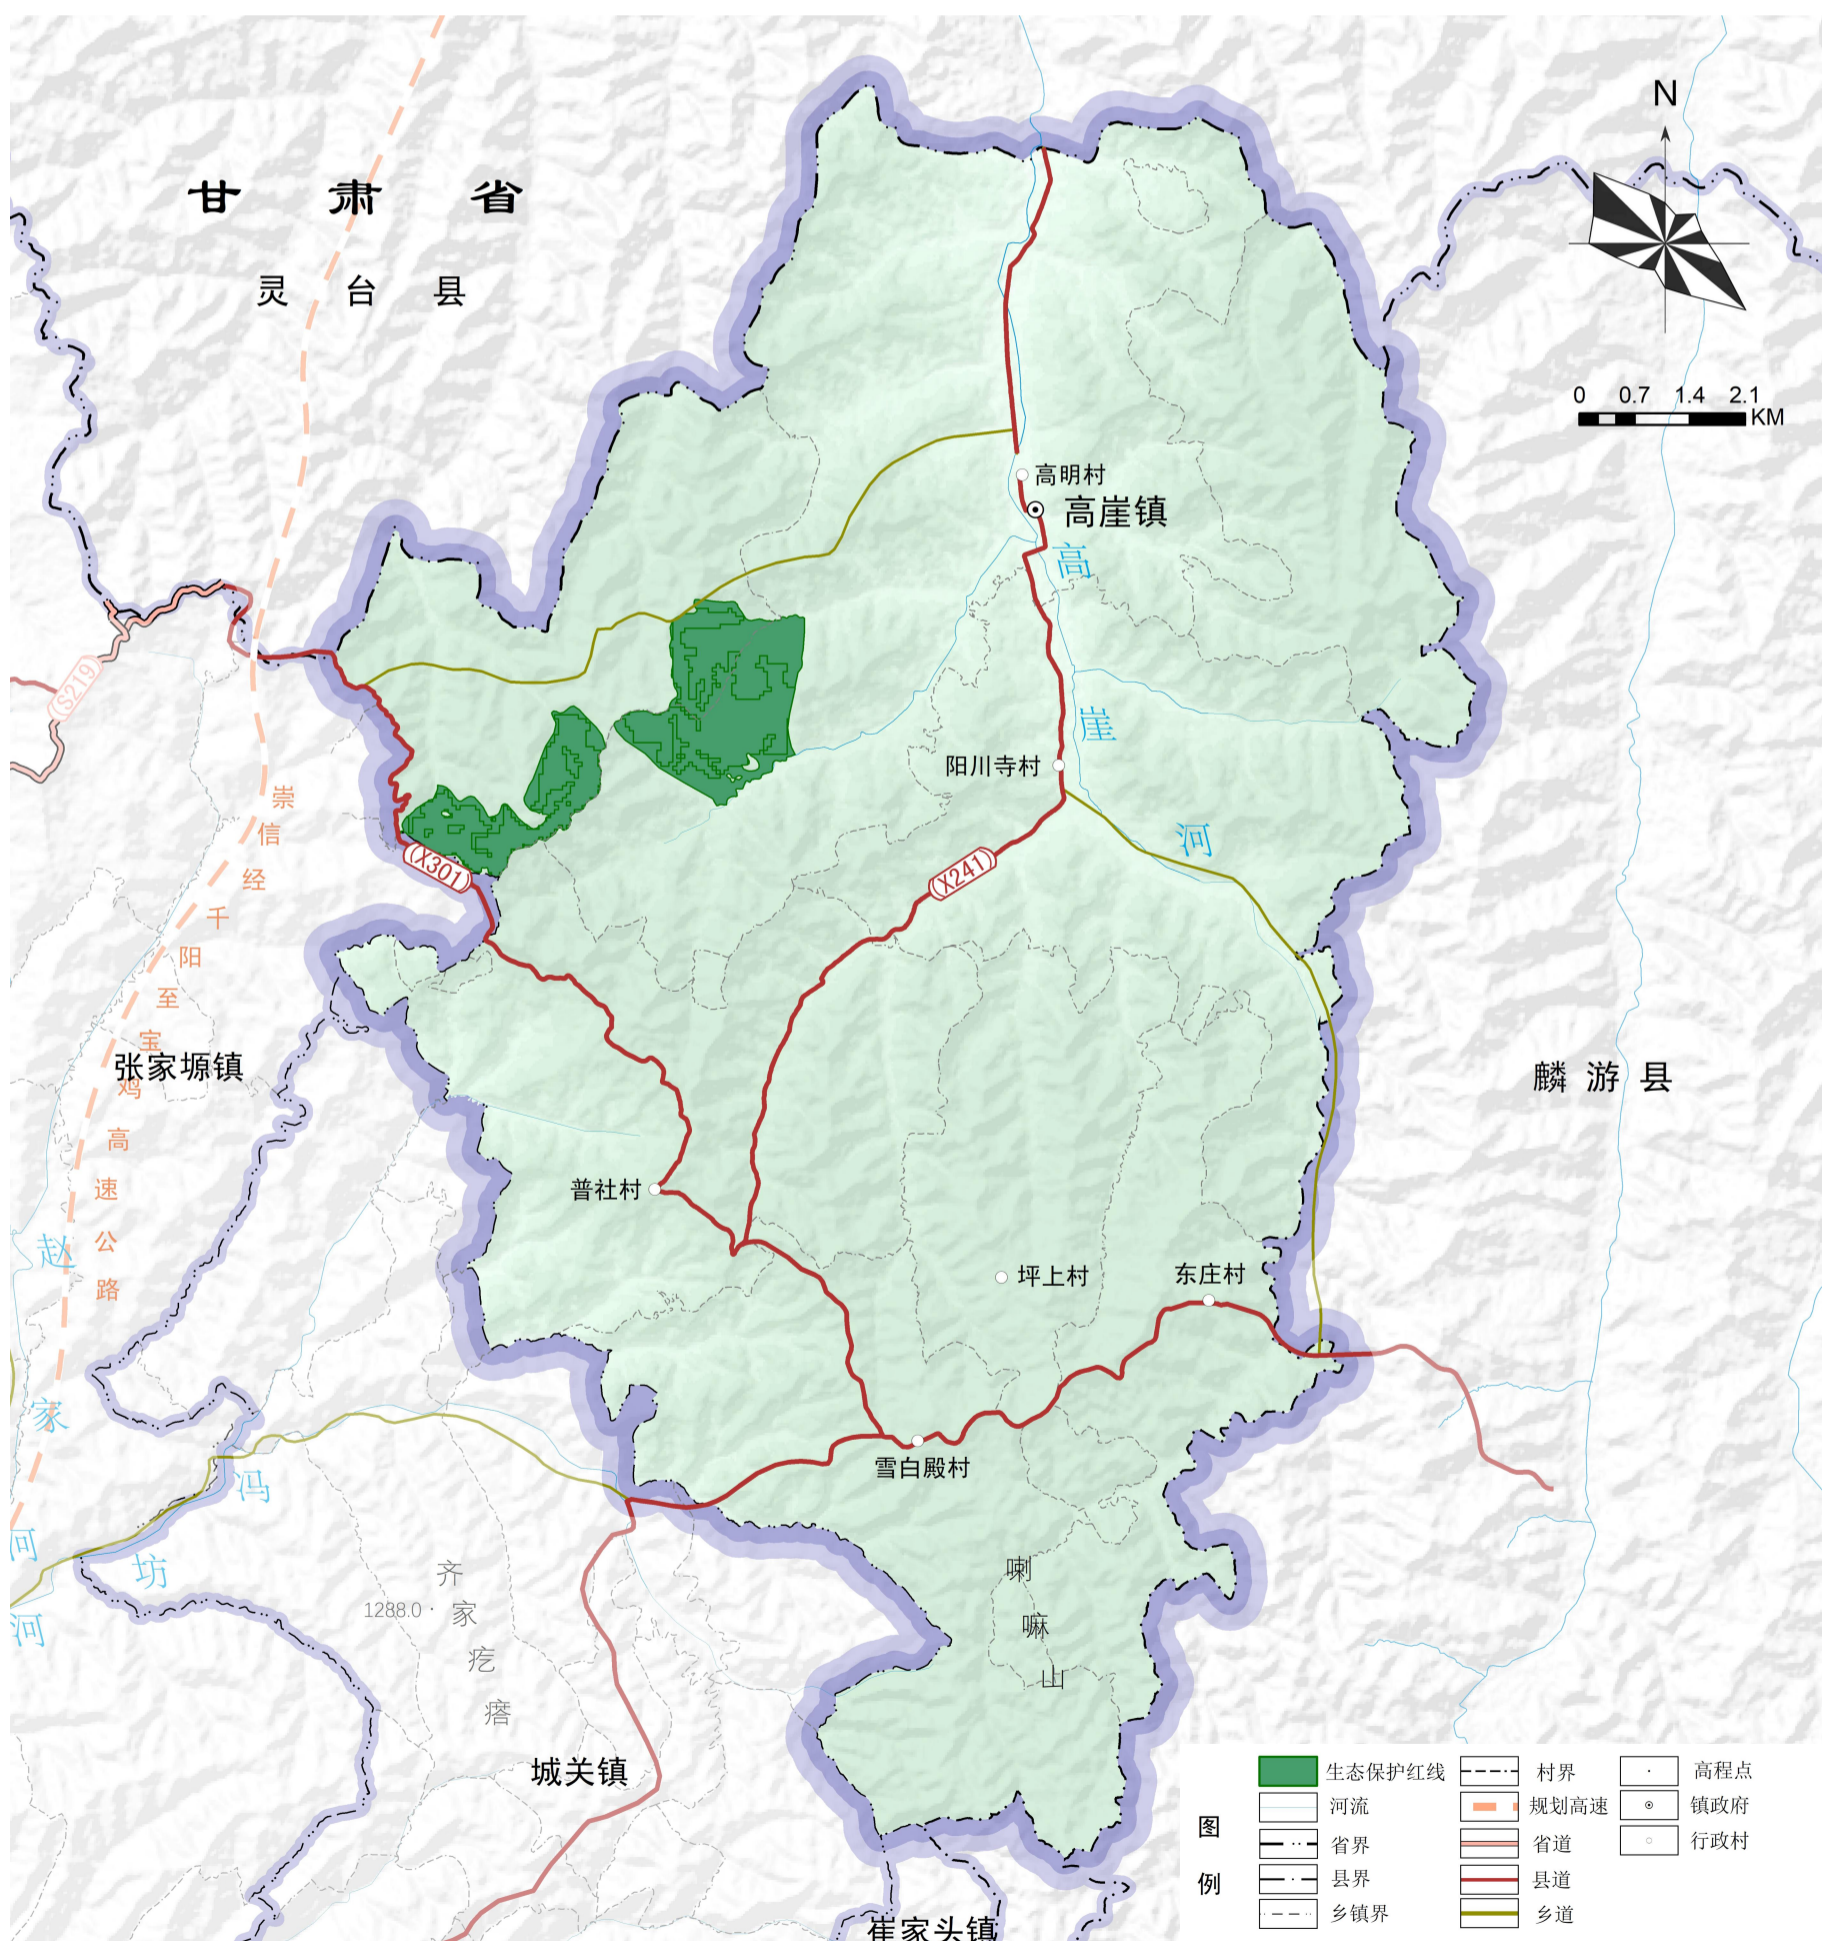 N
甘肃省
灵台县
0 0.7 1.4 2.1
KM
高明村
高崖镇
高崖河
S219
阳川寺村
崇信经千阳至宝鸡高速公路
X301
X241
张家塬镇
麟游县
普社村
坪上村
东庄村
赵家河
雪白殿村
冯坊河
齐家疙瘩
1288.0
喇嘛山
城关镇
崔家头镇
图例
生态保护红线
河流
省界
县界
乡镇界
村界
规划高速
省道
县道
乡道
高程点
镇政府
行政村